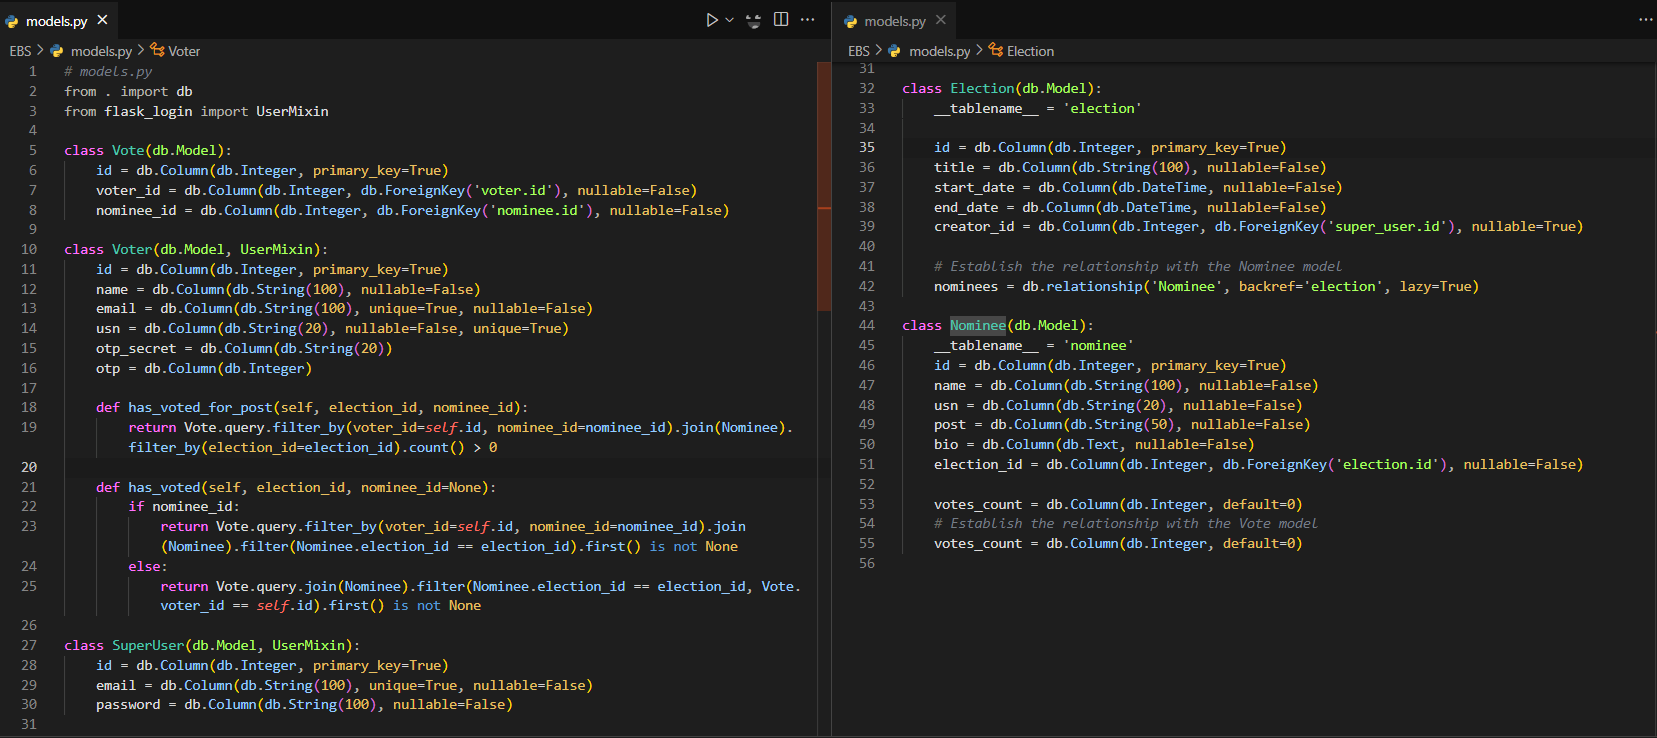 models.py
EBS > models.py > Voter
1 # models.py
2 from . import db
3 from flask_login import UserMixin
4
5 class Vote(db.Model):
6 id = db.Column(db.Integer, primary_key=True)
7 voter_id = db.Column(db.Integer, db.ForeignKey('voter.id'), nullable=False)
8 nominee_id = db.Column(db.Integer, db.ForeignKey('nominee.id'), nullable=False)
9
10 class Voter(db.Model, UserMixin):
11 id = db.Column(db.Integer, primary_key=True)
12 name = db.Column(db.String(100), nullable=False)
13 email = db.Column(db.String(100), unique=True, nullable=False)
14 usn = db.Column(db.String(20), nullable=False, unique=True)
15 otp_secret = db.Column(db.String(20))
16 otp = db.Column(db.Integer)
17
18 def has_voted_for_post(self, election_id, nominee_id):
19 return Vote.query.filter_by(voter_id=self.id, nominee_id=nominee_id).join(Nominee).
filter_by(election_id=election_id).count() > 0
20
21 def has_voted(self, election_id, nominee_id=None):
22 if nominee_id:
23 return Vote.query.filter_by(voter_id=self.id, nominee_id=nominee_id).join
(Nominee).filter(Nominee.election_id == election_id).first() is not None
24 else:
25 return Vote.query.join(Nominee).filter(Nominee.election_id == election_id, Vote.
voter_id == self.id).first() is not None
26
27 class SuperUser(db.Model, UserMixin):
28 id = db.Column(db.Integer, primary_key=True)
29 email = db.Column(db.String(100), unique=True, nullable=False)
30 password = db.Column(db.String(100), nullable=False)
31
models.py
EBS > models.py > Election
31
32 class Election(db.Model):
33 __tablename__ = 'election'
34
35 id = db.Column(db.Integer, primary_key=True)
36 title = db.Column(db.String(100), nullable=False)
37 start_date = db.Column(db.DateTime, nullable=False)
38 end_date = db.Column(db.DateTime, nullable=False)
39 creator_id = db.Column(db.Integer, db.ForeignKey('super_user.id'), nullable=True)
40
41 # Establish the relationship with the Nominee model
42 nominees = db.relationship('Nominee', backref='election', lazy=True)
43
44 class Nominee(db.Model):
45 __tablename__ = 'nominee'
46 id = db.Column(db.Integer, primary_key=True)
47 name = db.Column(db.String(100), nullable=False)
48 usn = db.Column(db.String(20), nullable=False)
49 post = db.Column(db.String(50), nullable=False)
50 bio = db.Column(db.Text, nullable=False)
51 election_id = db.Column(db.Integer, db.ForeignKey('election.id'), nullable=False)
52
53 votes_count = db.Column(db.Integer, default=0)
54 # Establish the relationship with the Vote model
55 votes_count = db.Column(db.Integer, default=0)
56